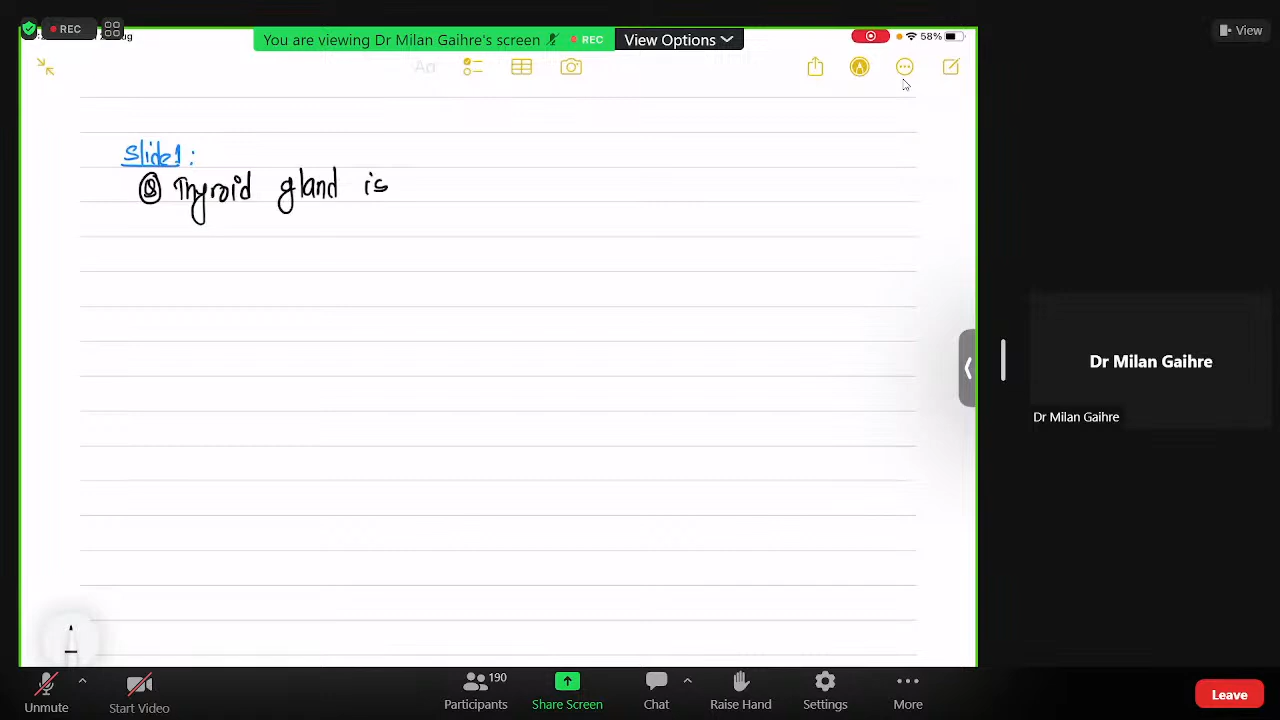 REC
You are viewing Dr Milan Gaihre's screen
REC
View Options
58%
View
Aa
Slide1:
Thyroid gland is
Dr Milan Gaihre
Dr Milan Gaihre
Unmute
Start Video
190
Participants
Share Screen
Chat
Raise Hand
Settings
More
Leave